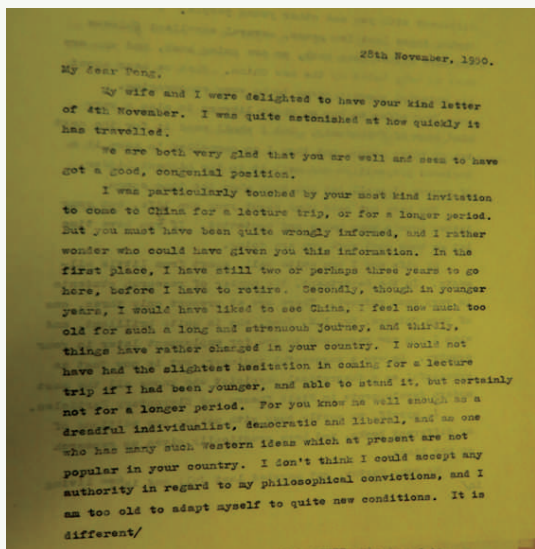 28th November, 1950.
My dear Peng,
My wife and I were delighted to have your kind letter
of 4th November. I was quite astonished at how quickly it
has travelled.
We are both very glad that you are well and seem to have
got a good, congenial position.
I was particularly touched by your most kind invitation
to come to China for a lecture trip, or for a longer period.
But you must have been quite wrongly informed, and I rather
wonder who could have given you this information. In the
first place, I have still two or perhaps three years to go
here, before I have to retire. Secondly, though in younger
years, I would have liked to see China, I feel now much too
old for such a long and strenuouh journey, and thirdly,
things have rather changed in your country. I would not
have had the slightest hesitation in coming for a lecture
trip if I had been younger, and able to stand it, but certainly
not for a longer period. For you know me well enough as a
dreadful individualist, democratic and liberal, and as one
who has many such Western ideas which at present are not
popular in your country. I don't think I could accept any
authority in regard to my philosophical convictions, and I
am too old to adapt myself to quite new conditions. It is
different/